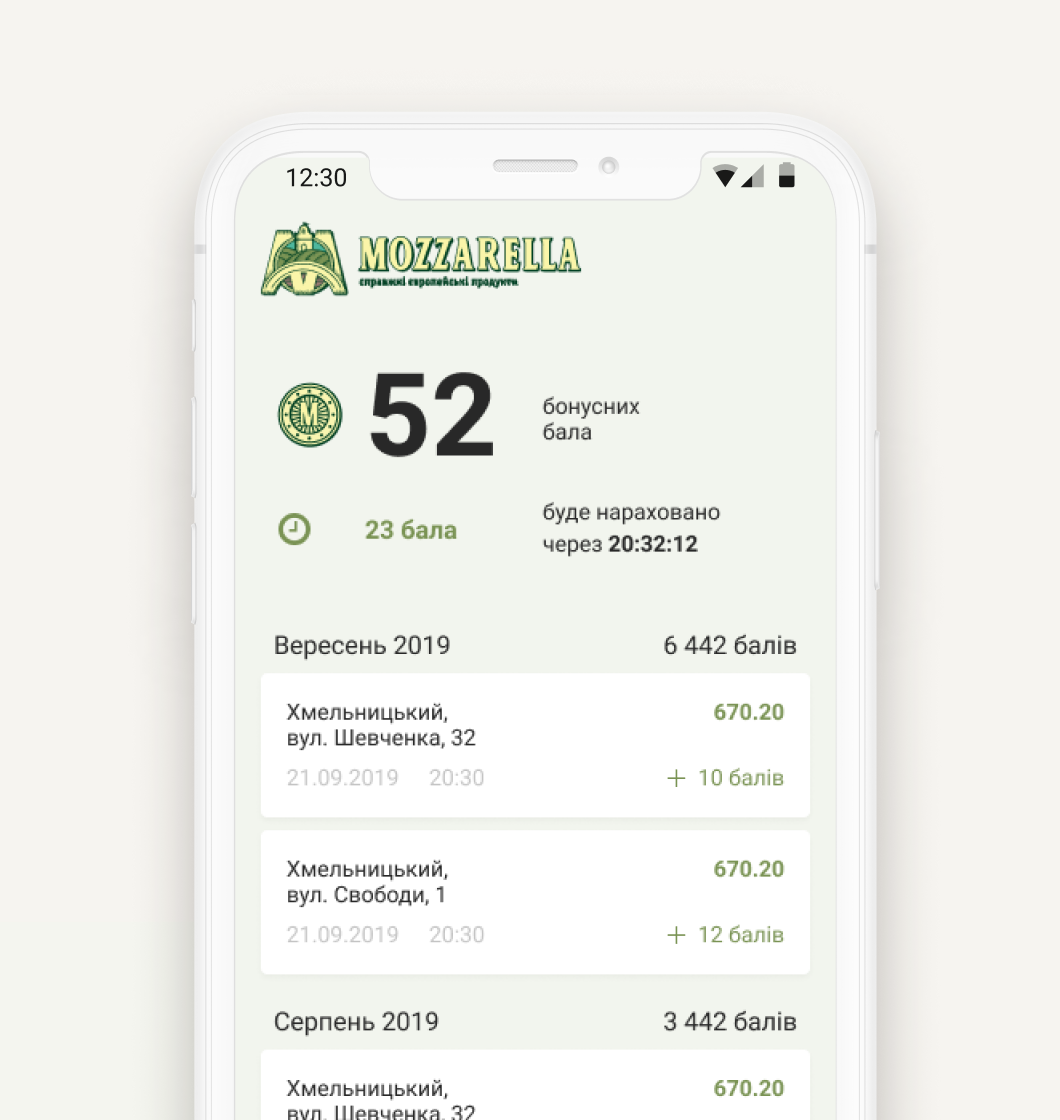 12:30
MOZZARELLA
справжні європейські продукти
M
52
бонусних
бала
23 бала
буде нараховано
через 20:32:12
Вересень 2019 6 442 балів
Хмельницький, 670.20
вул. Шевченка, 32
21.09.2019 20:30 + 10 балів
Хмельницький, 670.20
вул. Свободи, 1
21.09.2019 20:30 + 12 балів
Серпень 2019 3 442 балів
Хмельницький, 670.20
вул. Шевченка, 32